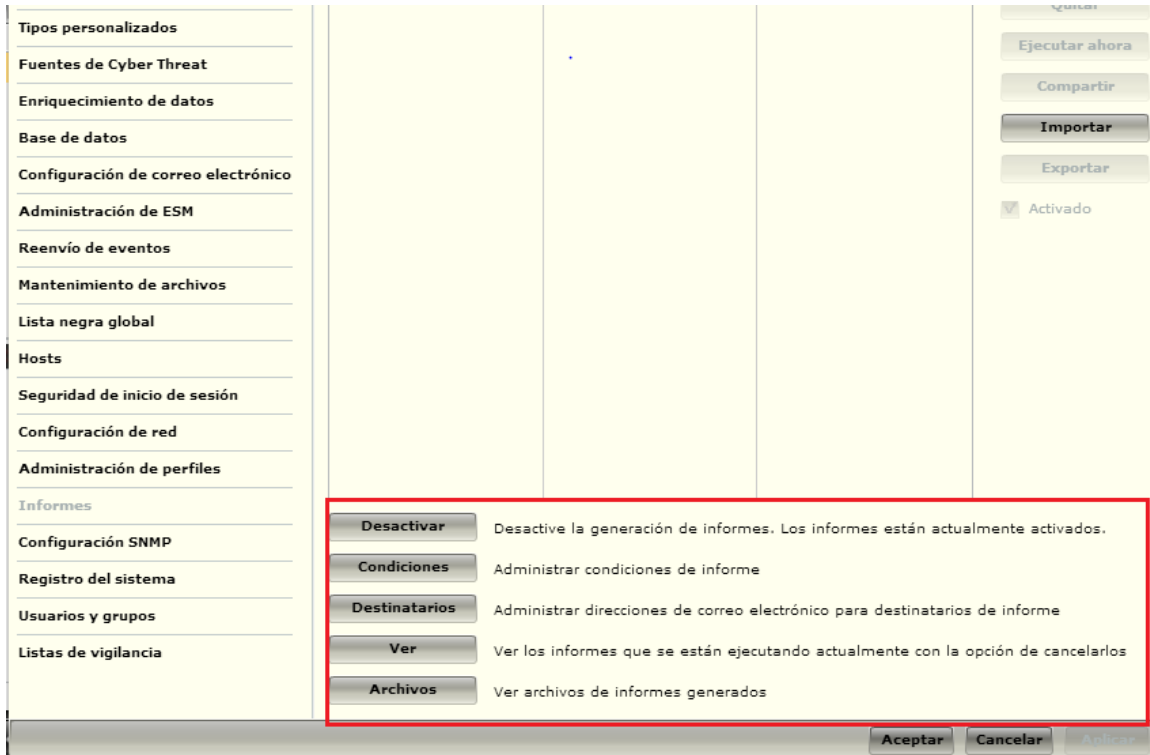 Tipos personalizados
Fuentes de Cyber Threat
Enriquecimiento de datos
Base de datos
Configuración de correo electrónico
Administración de ESM
Reenvío de eventos
Mantenimiento de archivos
Lista negra global
Hosts
Seguridad de inicio de sesión
Configuración de red
Administración de perfiles
Informes
Configuración SNMP
Registro del sistema
Usuarios y grupos
Listas de vigilancia
Quitar
Ejecutar ahora
Compartir
Importar
Exportar
Activado
Desactivar Desactive la generación de informes. Los informes están actualmente activados.
Condiciones Administrar condiciones de informe
Destinatarios Administrar direcciones de correo electrónico para destinatarios de informe
Ver Ver los informes que se están ejecutando actualmente con la opción de cancelarlos
Archivos Ver archivos de informes generados
Aceptar Cancelar Aplicar